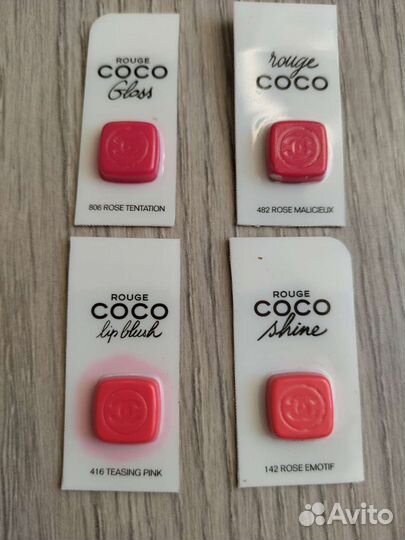 ROUGE
COCO
Gloss
806 ROSE TENTATION
rouge
COCO
482 ROSE MALICIEUX
ROUGE
COCO
lip blush
416 TEASING PINK
ROUGE
COCO
shine
142 ROSE EMOTIF
Avito